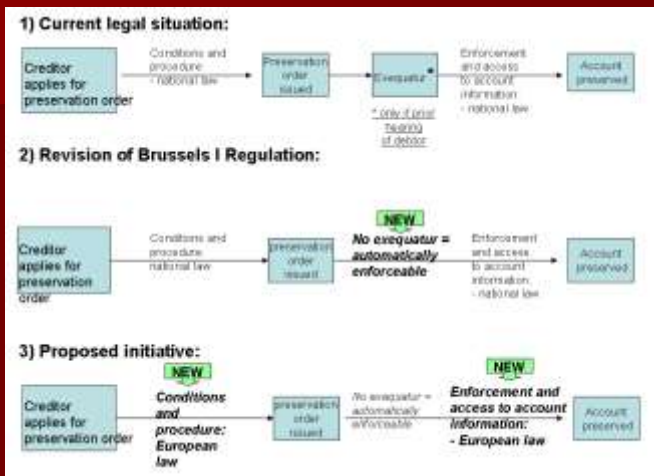 1) Current legal situation:
Creditor
applies for
preservation order
Conditions and
procedure
- national law
Preservation
order
issued
Exequatur *
* only if prior
hearing
of debtor
Enforcement
and access
to account
information
- national law
Account
preserved
2) Revision of Brussels I Regulation:
Creditor
applies for
preservation
order
Conditions and
procedure
national law
preservation
order
issued
NEW
No exequatur =
automatically
enforceable
Enforcement
and access
to account
information
- national law
Account
preserved
3) Proposed initiative:
Creditor
applies for
preservation order
NEW
Conditions
and
procedure:
European
law
preservation
order
issued
No exequatur =
automatically
enforceable
NEW
Enforcement and
access to account
information:
- European law
Account
preserved